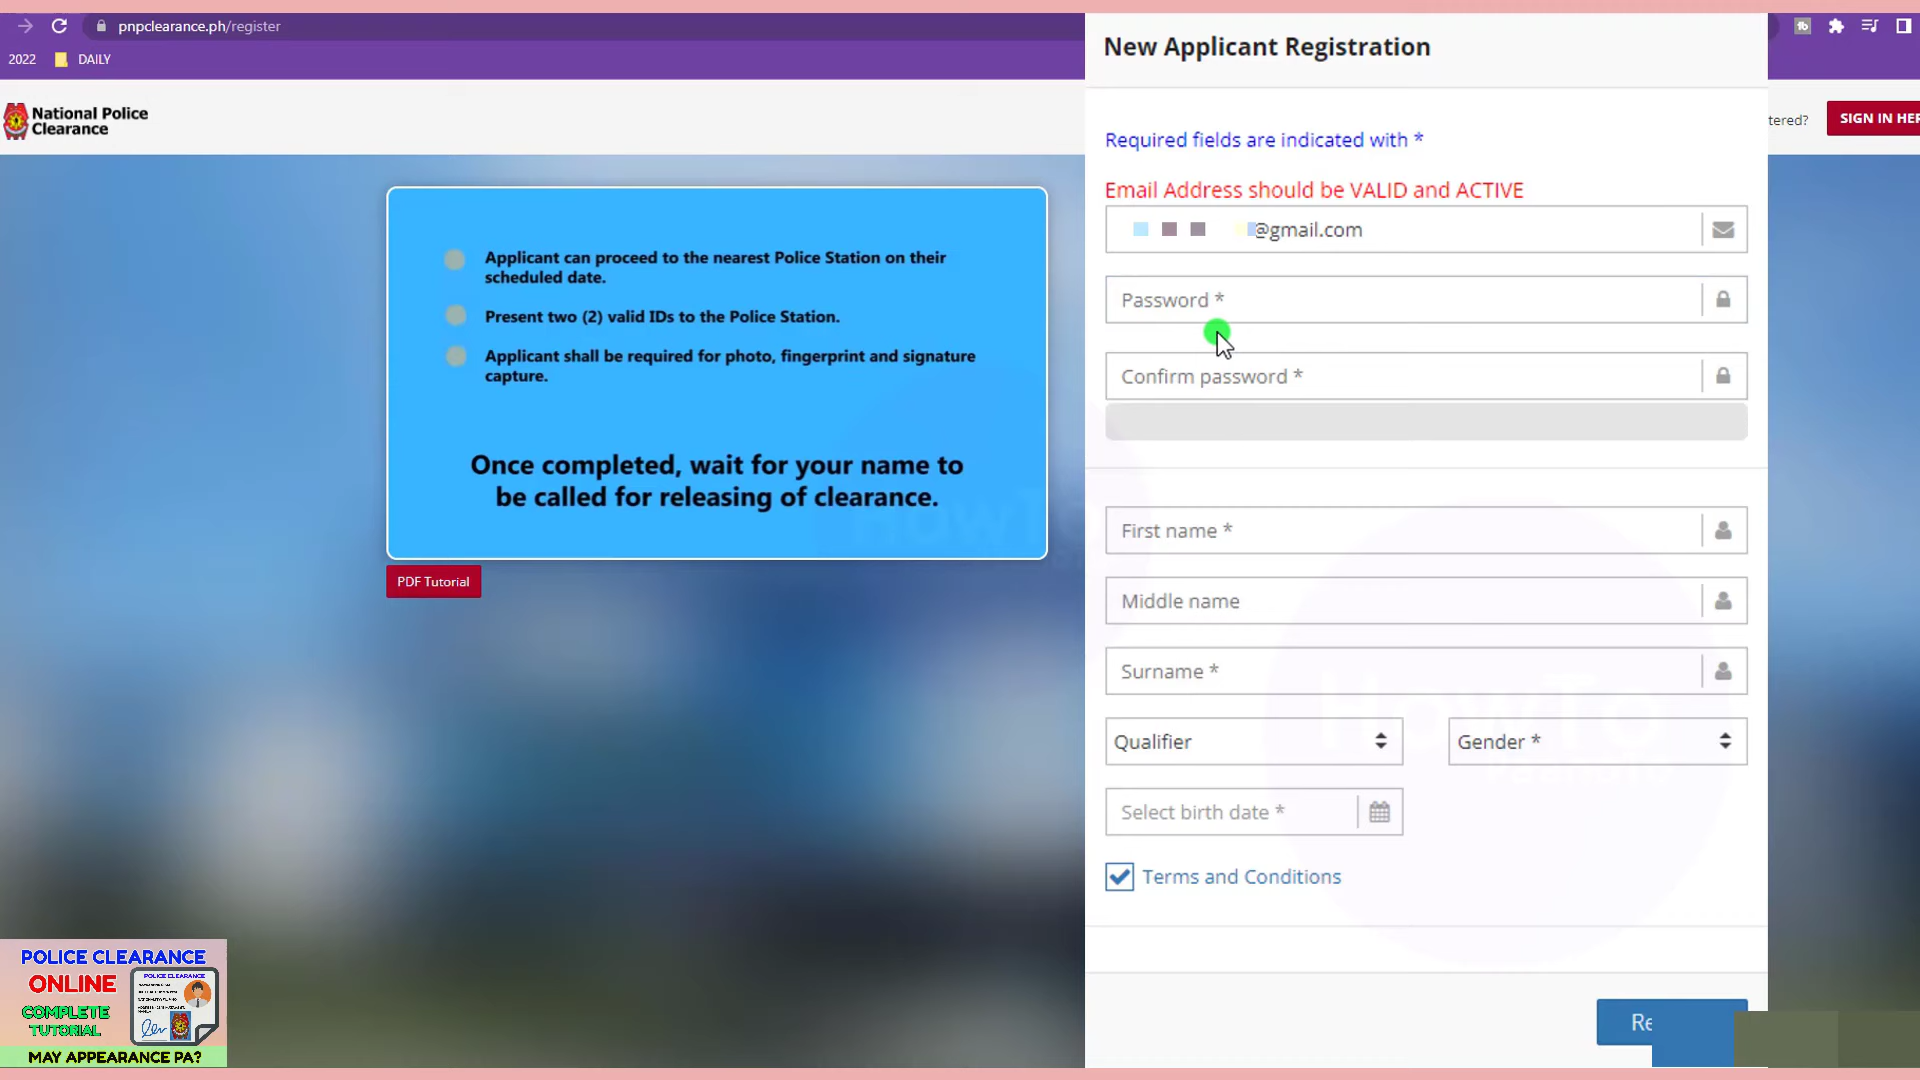 pnpclearance.ph/register
2022 DAILY
National Police
Clearance
tered?
SIGN IN HER
Applicant can proceed to the nearest Police Station on their
scheduled date.
Present two (2) valid IDs to the Police Station.
Applicant shall be required for photo, fingerprint and signature
capture.
Once completed, wait for your name to
be called for releasing of clearance.
PDF Tutorial
New Applicant Registration
Required fields are indicated with *
Email Address should be VALID and ACTIVE
@gmail.com
Password *
Confirm password *
First name *
Middle name
Surname *
Qualifier
Gender *
Select birth date *
Terms and Conditions
Re
POLICE CLEARANCE
ONLINE
COMPLETE
TUTORIAL
POLICE CLEARANCE
MAY APPEARANCE PA?